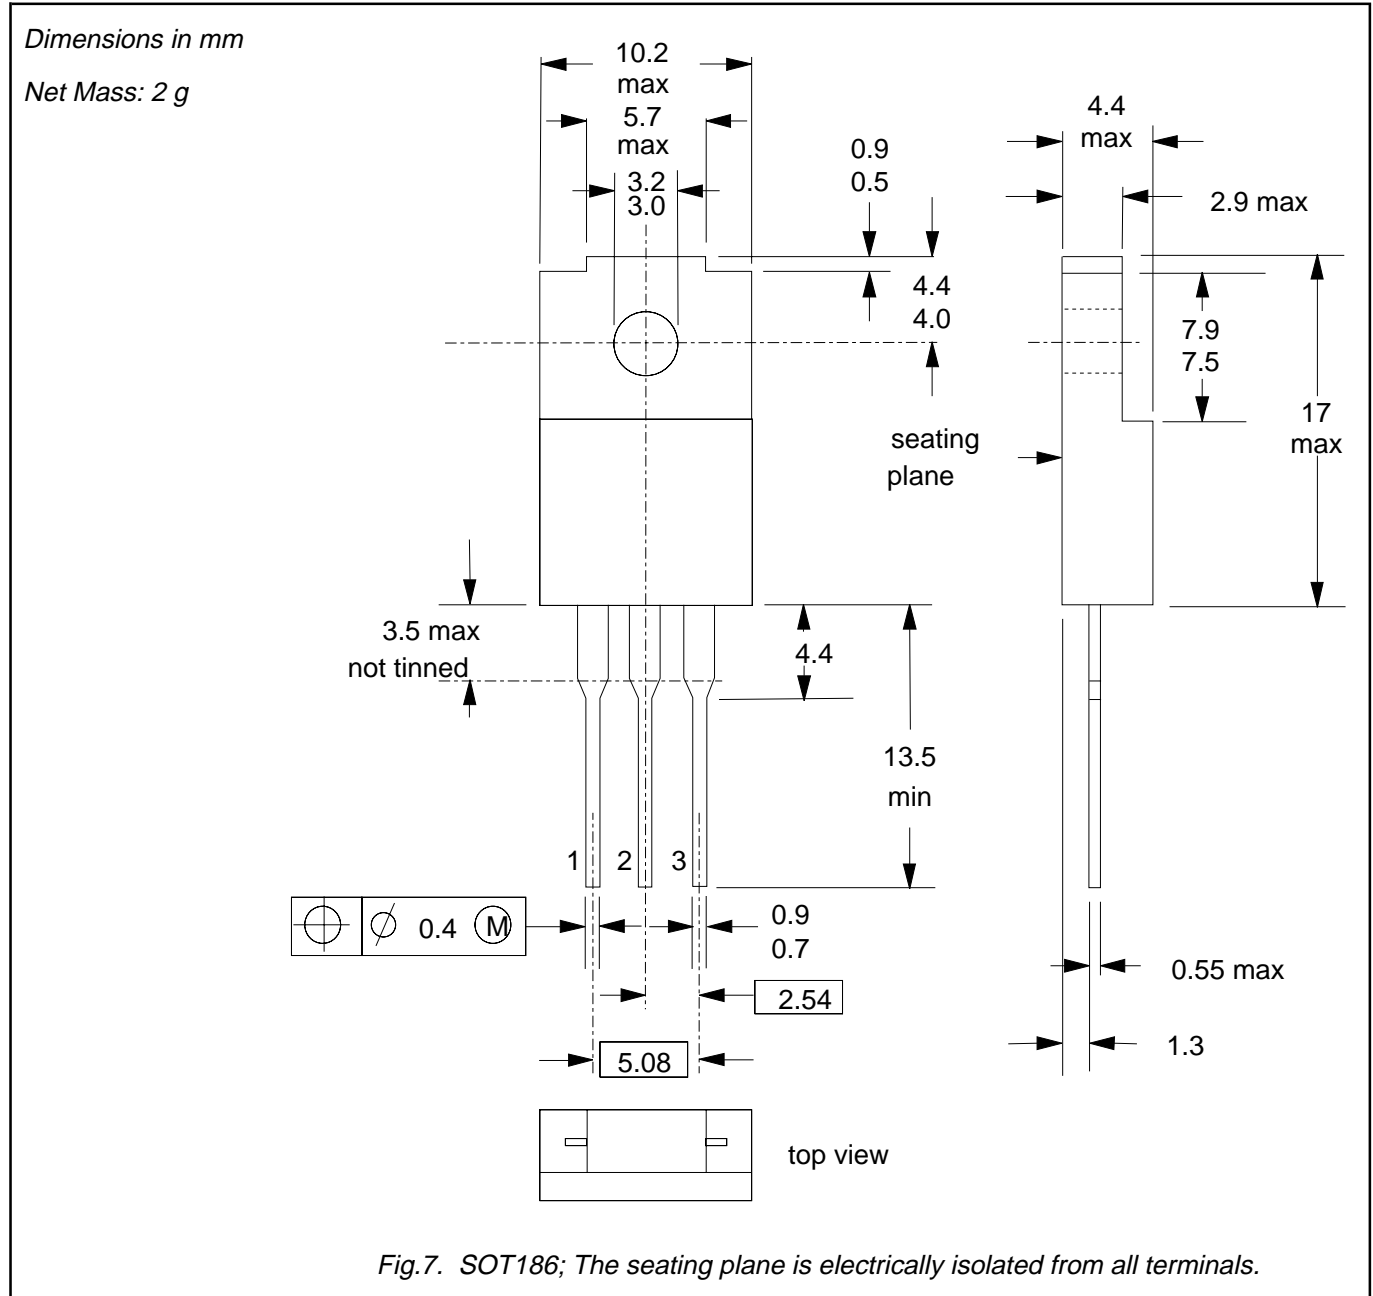 Dimensions in mm
Net Mass: 2 g
10.2
max
5.7
max
3.2
3.0
0.9
0.5
4.4
4.0
4.4
max
2.9 max
7.9
7.5
17
max
seating
plane
3.5 max
not tinned
4.4
13.5
min
1 2 3
⌀ 0.4 Ⓜ
0.9
0.7
2.54
5.08
0.55 max
1.3
top view
Fig.7. SOT186; The seating plane is electrically isolated from all terminals.